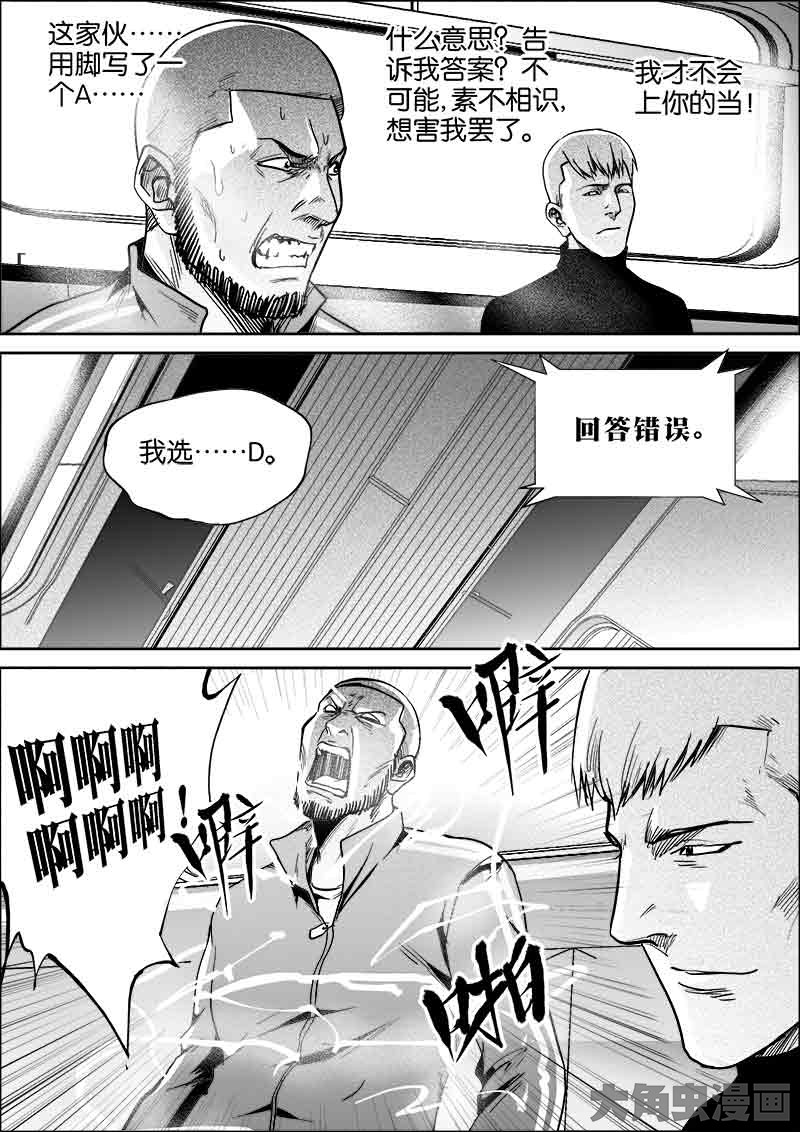 这家伙……
用脚写了一
个A……
什么意思？告
诉我答案？不
可能，素不相识，
想害我罢了。
我才不会
上你的当！
我选……D。
回答错误。
啊啊啊
啊啊啊！
噼
噼
啪
大角虫漫画